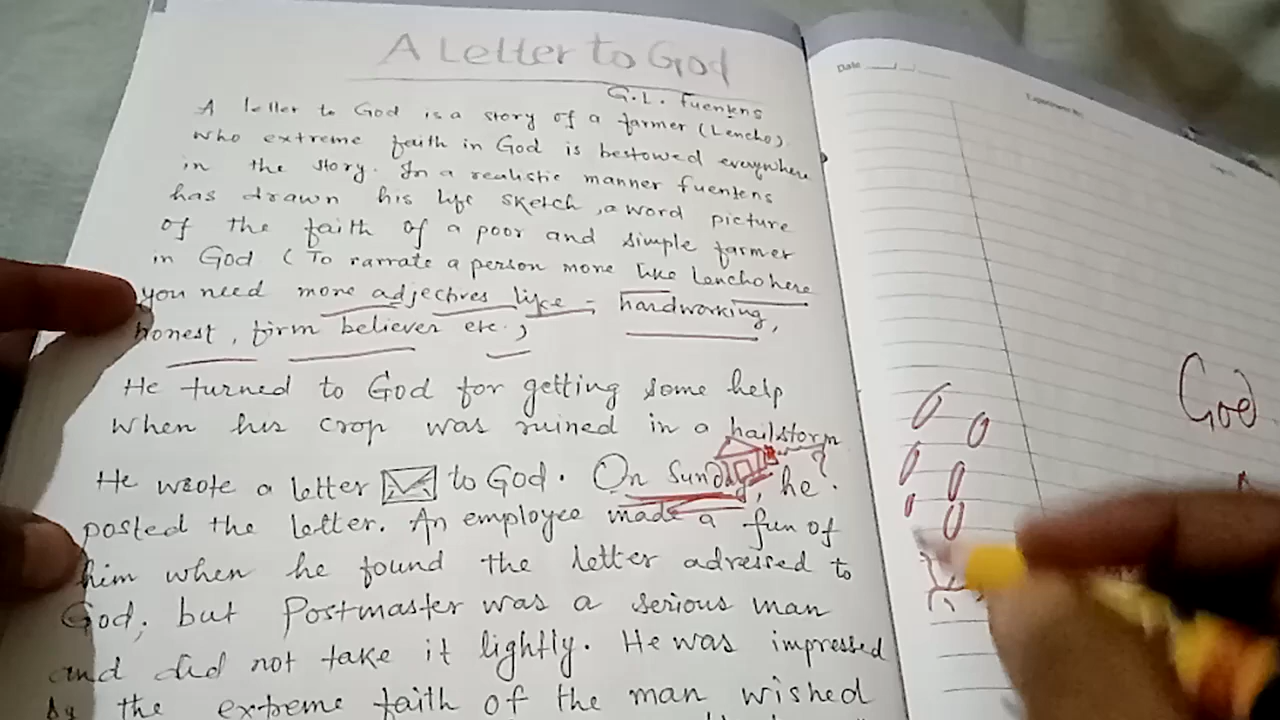 A Letter to God
G.L. Fuentens
A letter to God is a story of a farmer (Lencho)
who extreme faith in God is bestowed everywhere
in the story. In a realistic manner fuentens
has drawn his life sketch, a word picture
of the faith of a poor and simple farmer
in God (To narrate a person more like Lencho here
you need more adjectives like - hardworking,
honest, firm believer etc.)
He turned to God for getting some help
when his crop was ruined in a hailstorm
He wrote a letter to God. On Sunday, he
posted the letter. An employee made a fun of
him when he found the letter adressed to
God, but Postmaster was a serious man
and did not take it lightly. He was impressed
by the extreme faith of the man wished
Date
God